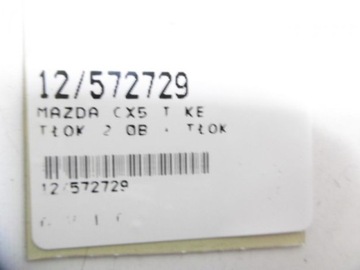 12/572729
MAZDA CX5 I KE
TŁOK 2.0B · TŁOK
12/572729